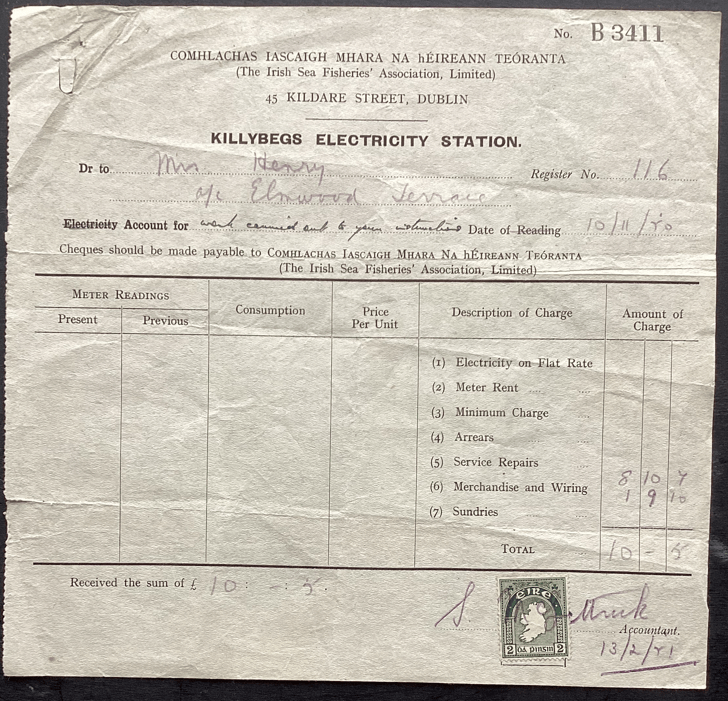 No. B 3411
COMHLACHAS IASCAIGH MHARA NA hÉIREANN TEÓRANTA
(The Irish Sea Fisheries' Association, Limited)
45 KILDARE STREET, DUBLIN
KILLYBEGS ELECTRICITY STATION.
Dr to Mrs Henry Register No. 116
Elmwood Terrace
Electricity Account for work carried out to your instructions Date of Reading 10/11/50
Cheques should be made payable to COMHLACHAS IASCAIGH MHARA NA hÉIREANN TEÓRANTA
(The Irish Sea Fisheries' Association, Limited)
METER READINGS Consumption Price Per Unit Description of Charge Amount of Charge
Present Previous
(1) Electricity on Flat Rate
(2) Meter Rent
(3) Minimum Charge
(4) Arrears
(5) Service Repairs
(6) Merchandise and Wiring 8 10 7
1 9 10
(7) Sundries
TOTAL 10 - 5
Received the sum of £ 10 : - : 5.
EIRE
2 DÁ PINSIN 2
Accountant.
13/2/51